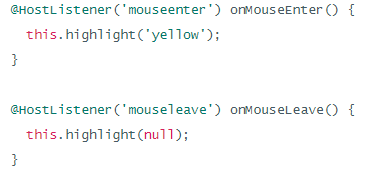 @HostListener('mouseenter') onMouseEnter() {
  this.highlight('yellow');
}

@HostListener('mouseleave') onMouseLeave() {
  this.highlight(null);
}